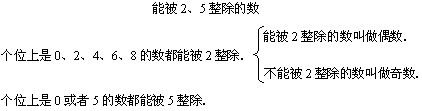 能被2、5整除的数
能被2整除的数叫做偶数.
个位上是0、2、4、6、8的数都能被2整除.
不能被2整除的数叫做奇数.
个位上是0或者5的数都能被5整除.